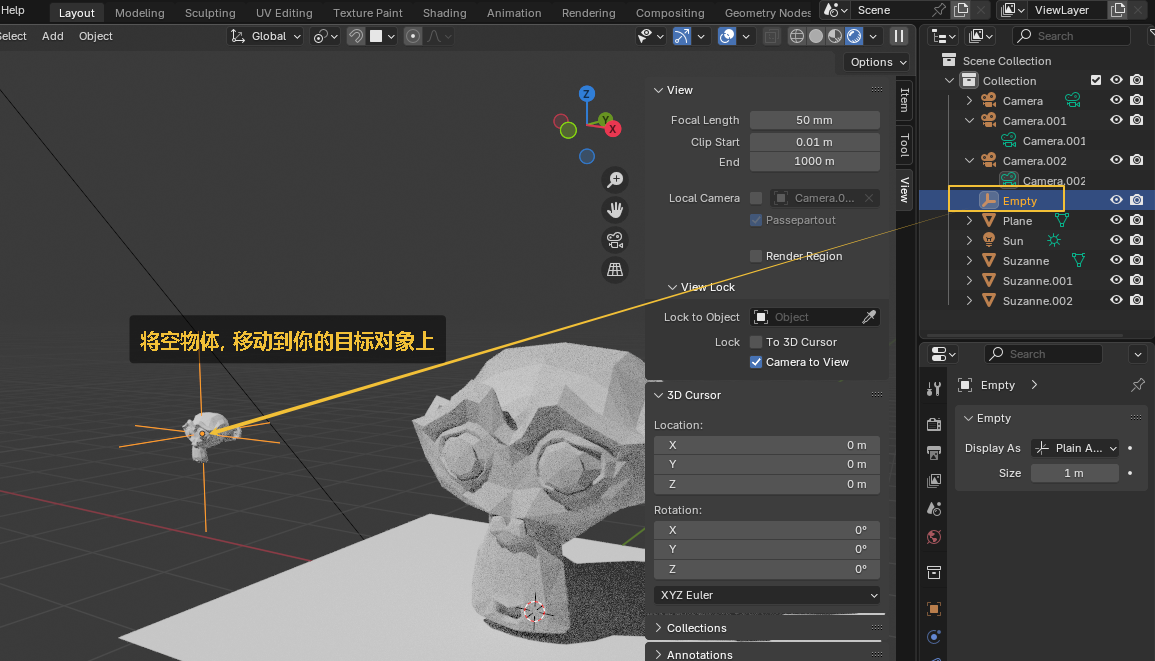 Help Layout Modeling Sculpting UV Editing Texture Paint Shading Animation Rendering Compositing Geometry Nodes Scene ViewLayer
Select Add Object Global Search
Options
View
Focal Length 50 mm
Clip Start 0.01 m
End 1000 m
Local Camera Camera.0...
Passepartout
Render Region
View Lock
Lock to Object Object
Lock To 3D Cursor
Camera to View
3D Cursor
Location:
X 0 m
Y 0 m
Z 0 m
Rotation:
X 0°
Y 0°
Z 0°
XYZ Euler
Collections
Annotations
Item
Tool
View
Z
Y
X
将空物体, 移动到你的目标对象上
Scene Collection
Collection
Camera
Camera.001
Camera.001
Camera.002
Camera.002
Empty
Plane
Sun
Suzanne
Suzanne.001
Suzanne.002
Search
Empty
Empty
Display As Plain A...
Size 1 m